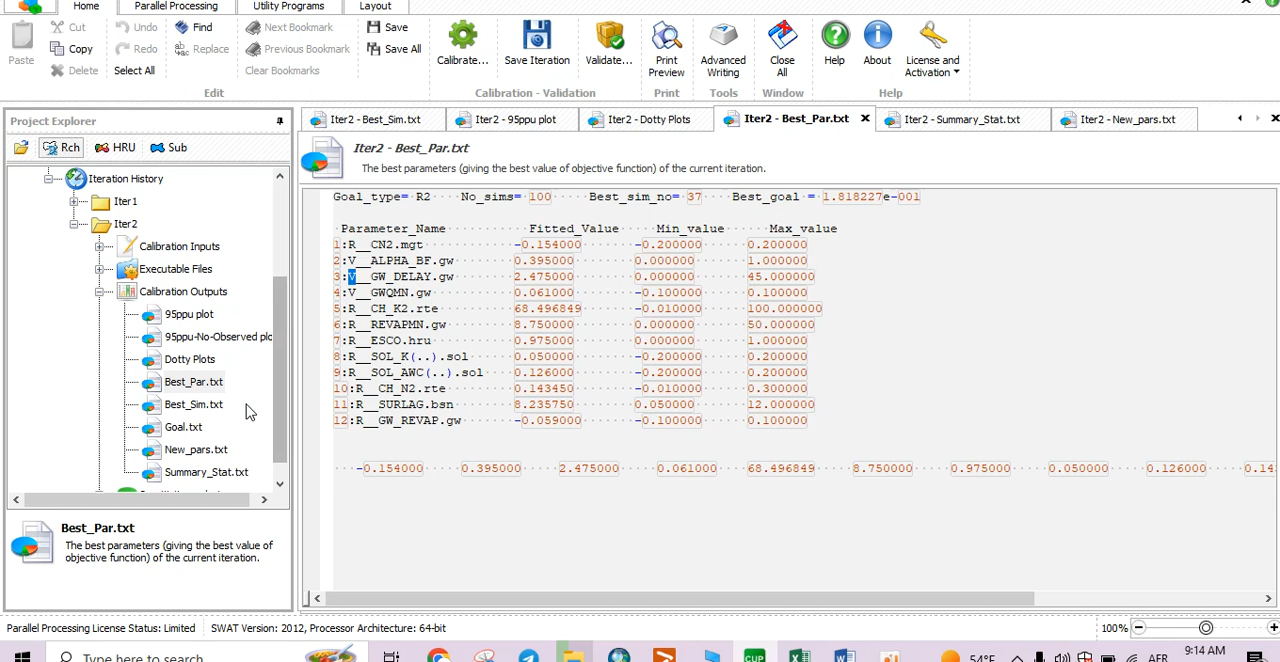 Home Parallel Processing Utility Programs Layout
Paste Cut Copy Delete Undo Redo Select All Find Replace Next Bookmark Previous Bookmark Clear Bookmarks Save Save All Calibrate... Save Iteration Validate... Print Preview Advanced Writing Close All Help About License and Activation
Edit Calibration - Validation Print Tools Window Help
Project Explorer
Rch HRU Sub
Iteration History
Iter1
Iter2
Calibration Inputs
Executable Files
Calibration Outputs
95ppu plot
95ppu-No-Observed plo
Dotty Plots
Best_Par.txt
Best_Sim.txt
Goal.txt
New_pars.txt
Summary_Stat.txt
Best_Par.txt
The best parameters (giving the best value of objective function) of the current iteration.
Iter2 - Best_Sim.txt Iter2 - 95ppu plot Iter2 - Dotty Plots Iter2 - Best_Par.txt Iter2 - Summary_Stat.txt Iter2 - New_pars.txt
Iter2 - Best_Par.txt
The best parameters (giving the best value of objective function) of the current iteration.
Goal_type= R2 No_sims= 100 Best_sim_no= 37 Best_goal = 1.818227e-001
Parameter_Name Fitted_Value Min_value Max_value
1:R__CN2.mgt -0.154000 -0.200000 0.200000
2:V__ALPHA_BF.gw 0.395000 0.000000 1.000000
3:V__GW_DELAY.gw 2.475000 0.000000 45.000000
4:V__GWQMN.gw 0.061000 -0.100000 0.100000
5:R__CH_K2.rte 68.496849 -0.010000 100.000000
6:R__REVAPMN.gw 8.750000 0.000000 50.000000
7:R__ESCO.hru 0.975000 0.000000 1.000000
8:R__SOL_K(..).sol 0.050000 -0.200000 0.200000
9:R__SOL_AWC(..).sol 0.126000 -0.200000 0.200000
10:R__CH_N2.rte 0.143450 -0.010000 0.300000
11:R__SURLAG.bsn 8.235750 0.050000 12.000000
12:R__GW_REVAP.gw -0.059000 -0.100000 0.100000
-0.154000 0.395000 2.475000 0.061000 68.496849 8.750000 0.975000 0.050000 0.126000 0.14
Parallel Processing License Status: Limited SWAT Version: 2012, Processor Architecture: 64-bit 100%
Type here to search CUP 54°F AFR 9:14 AM